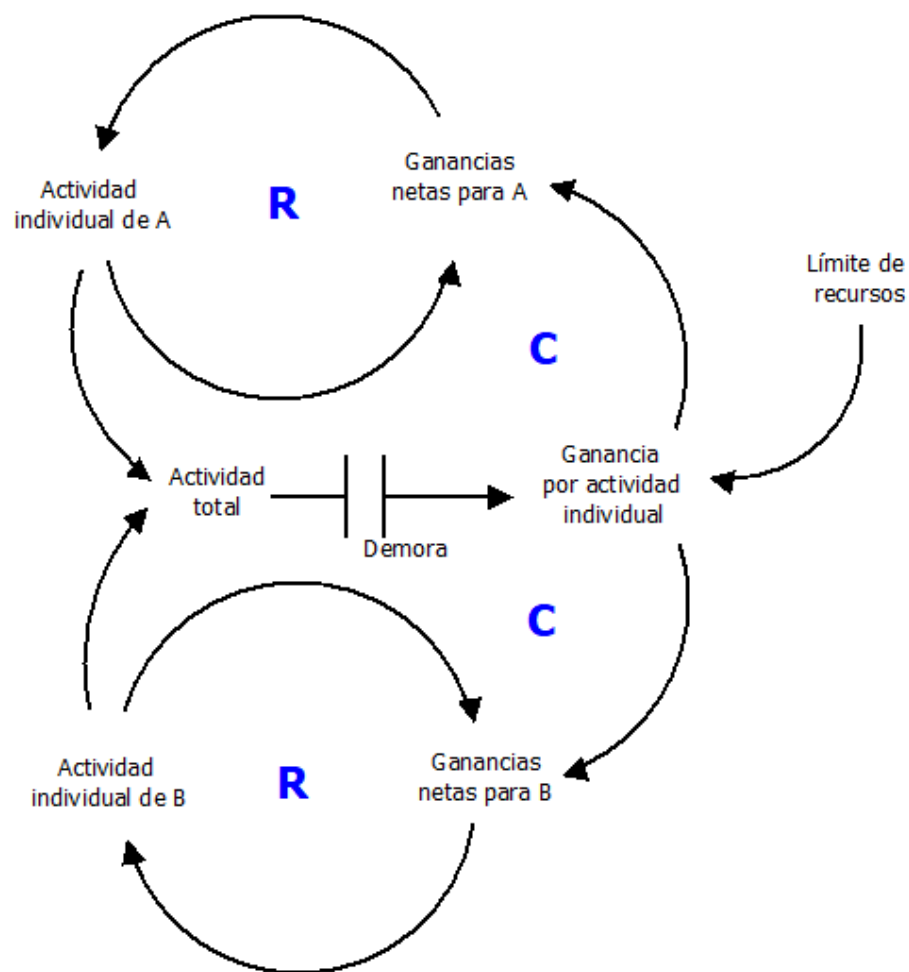 Actividad
individual de A
R
Ganancias
netas para A
Límite de
recursos
C
Actividad
total
Demora
Ganancia
por actividad
individual
C
Actividad
individual de B
R
Ganancias
netas para B